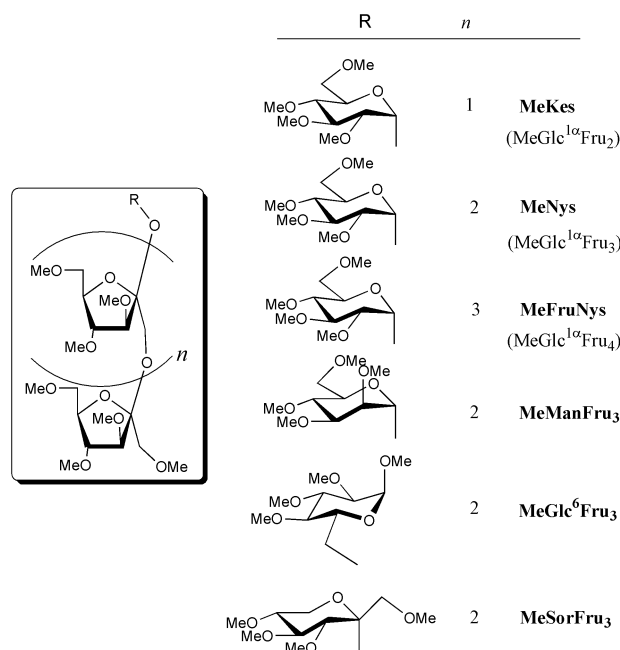 R
O
MeO O
MeO
MeO
O n
MeO O
MeO
MeO OMe
R n
OMe
O
MeO 1 MeKes
MeO
MeO (MeGlc1αFru2)
OMe
O
MeO 2 MeNys
MeO
MeO (MeGlc1αFru3)
OMe
O
MeO 3 MeFruNys
MeO
MeO (MeGlc1αFru4)
MeO
OMe
O
MeO 2 MeManFru3
MeO
OMe
MeO
MeO 2 MeGlc6Fru3
MeO O
O
MeO OMe 2 MeSorFru3
MeO
MeO